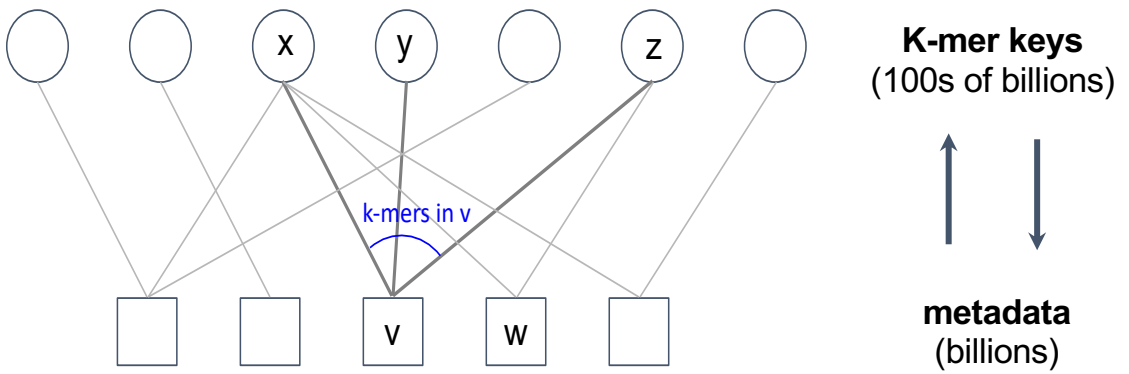 x
y
z
K-mer keys
(100s of billions)
k-mers in v
v
w
metadata
(billions)